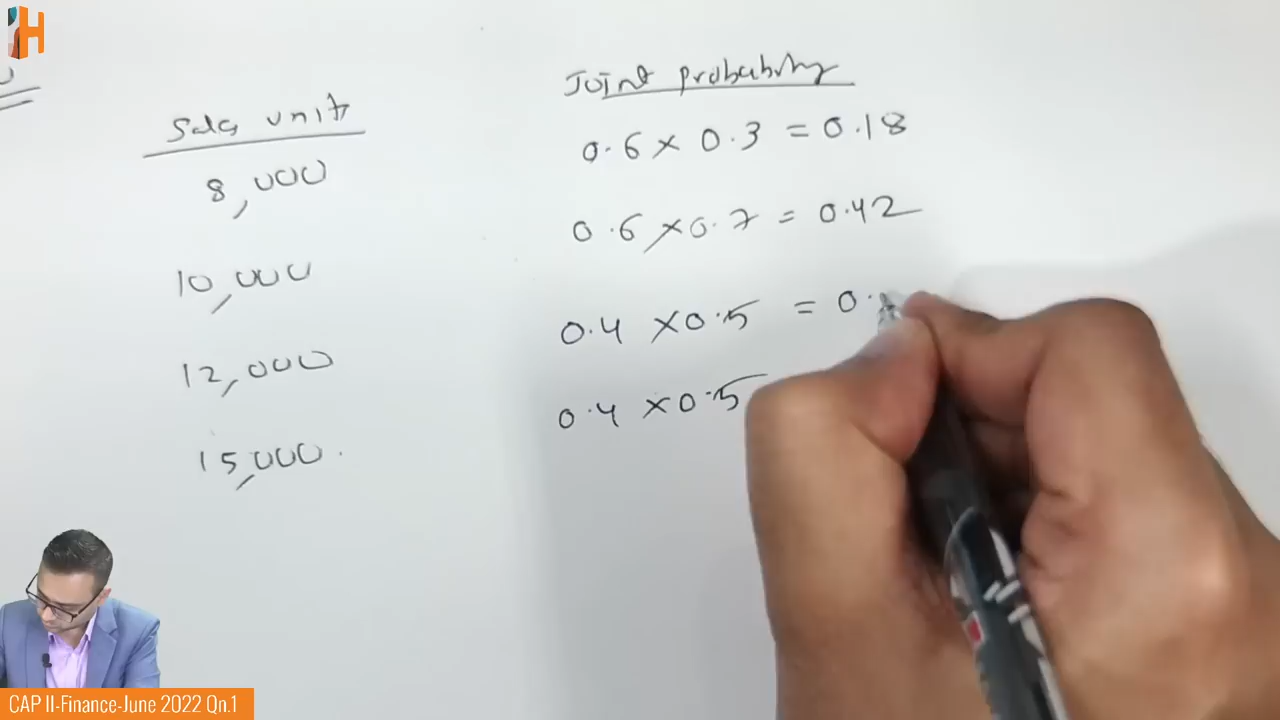 H
Sales unit
Joint probability
8,000
0.6 × 0.3 = 0.18
10,000
0.6 × 0.7 = 0.42
12,000
0.4 × 0.5 = 0.
15,000
0.4 × 0.5
CAP II-Finance-June 2022 Qn.1